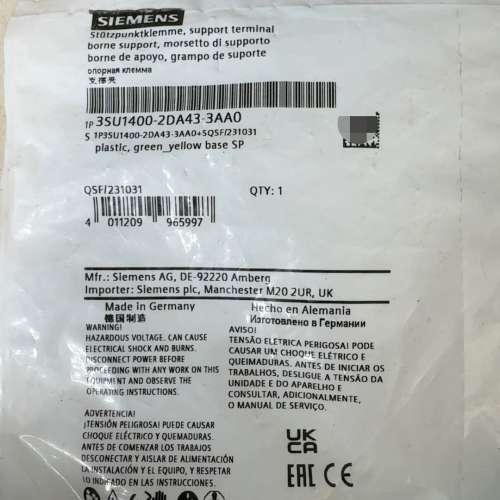 SIEMENS
Stützpunktklemme, support terminal
borne support, morsetto di supporto
borne de apoyo, grampo de suporte
опорная клемма
支撑夹
1P 3SU1400-2DA43-3AA0
S 1P3SU1400-2DA43-3AA0+SQSF/231031
plastic, green_yellow base SP
QSF/231031
QTY: 1
4 011209 965997
Mfr.: Siemens AG, DE-92220 Amberg
Importer: Siemens plc, Manchester M20 2UR, UK
Made in Germany
Hecho en Alemania
德国制造
Изготовлено в Германии
WARNING!
HAZARDOUS VOLTAGE. CAN CAUSE
ELECTRICAL SHOCK AND BURNS.
DISCONNECT POWER BEFORE
PROCEEDING WITH ANY WORK ON THIS
EQUIPMENT AND OBSERVE THE
OPERATING INSTRUCTIONS.
AVISO!
TENSÃO ELÉTRICA PERIGOSA! PODE
CAUSAR UM CHOQUE ELÉTRICO E
QUEIMADURAS. ANTES DE INICIAR OS
TRABALHOS, DESLIGUE A TENSÃO DA
UNIDADE E DO APARELHO E
CONSULTAR, ADICIONALMENTE,
O MANUAL DE SERVIÇO.
ADVERTENCIA!
¡TENSIÓN PELIGROSA! PUEDE CAUSAR
CHOQUE ELÉCTRICO Y QUEMADURAS.
ANTES DE COMENZAR LOS TRABAJOS
DESCONECTAR Y AISLAR DE ALIMENTACIÓN
LA INSTALACIÓN Y EL EQUIPO, Y RESPETAR
LO INDICADO EN LAS INSTRUCCIONES.
UK
CA
EAC CE